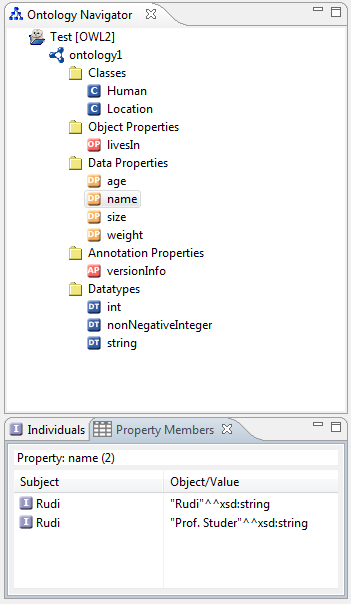 Ontology Navigator
Test [OWL2]
ontology1
Classes
C Human
C Location
Object Properties
OP livesIn
Data Properties
DP age
DP name
DP size
DP weight
Annotation Properties
AP versionInfo
Datatypes
DT int
DT nonNegativeInteger
DT string
I Individuals Property Members
Property: name (2)
Subject Object/Value
I Rudi "Rudi"^^xsd:string
I Rudi "Prof. Studer"^^xsd:string